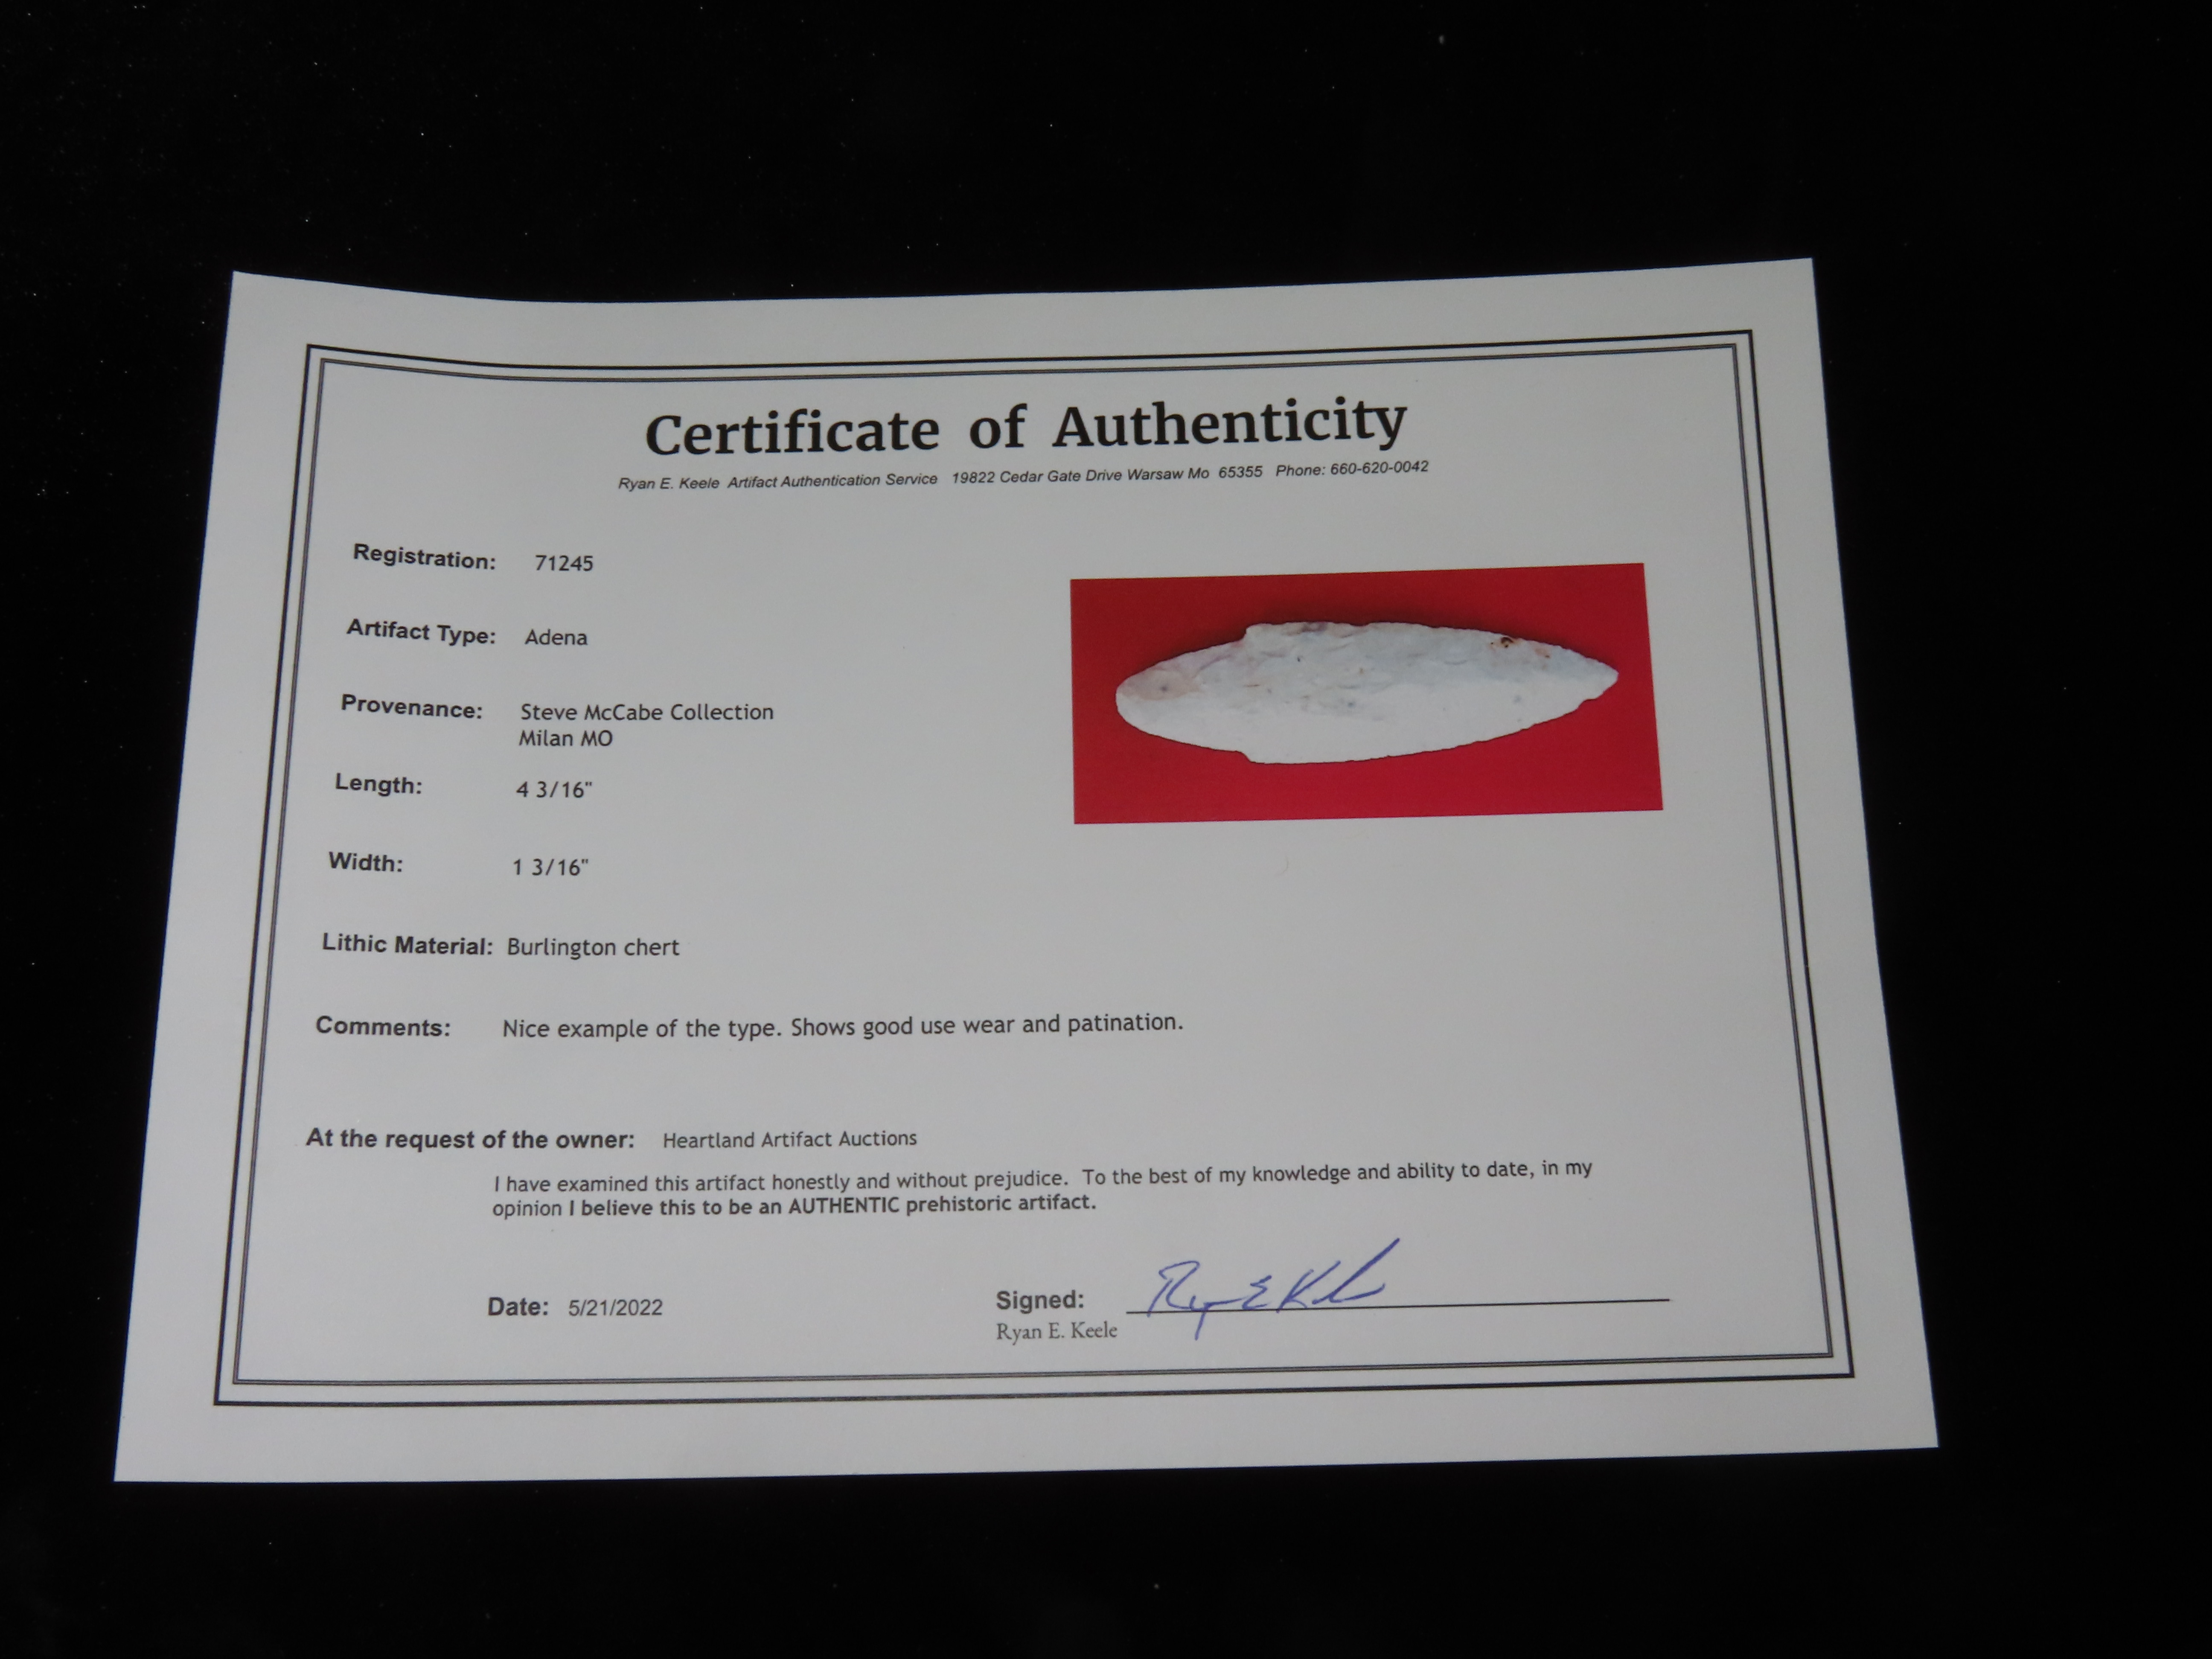 Certificate of Authenticity
Ryan E. Keele Artifact Authentication Service 19822 Cedar Gate Drive Warsaw Mo 65355 Phone: 660-620-0042
Registration: 71245
Artifact Type: Adena
Provenance: Steve McCabe Collection
Milan MO
Length: 4 3/16"
Width: 1 3/16"
Lithic Material: Burlington chert
Comments: Nice example of the type. Shows good use wear and patination.
At the request of the owner: Heartland Artifact Auctions
I have examined this artifact honestly and without prejudice. To the best of my knowledge and ability to date, in my
opinion I believe this to be an AUTHENTIC prehistoric artifact.
Date: 5/21/2022
Signed:
Ryan E. Keele